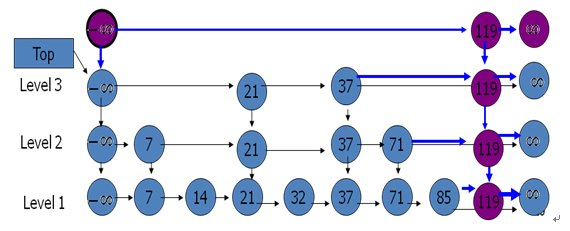 −∞ 119 ∞
Top
Level 3 −∞ 21 37 119 ∞
Level 2 −∞ 7 21 37 71 119 ∞
Level 1 −∞ 7 14 21 32 37 71 85 119 ∞